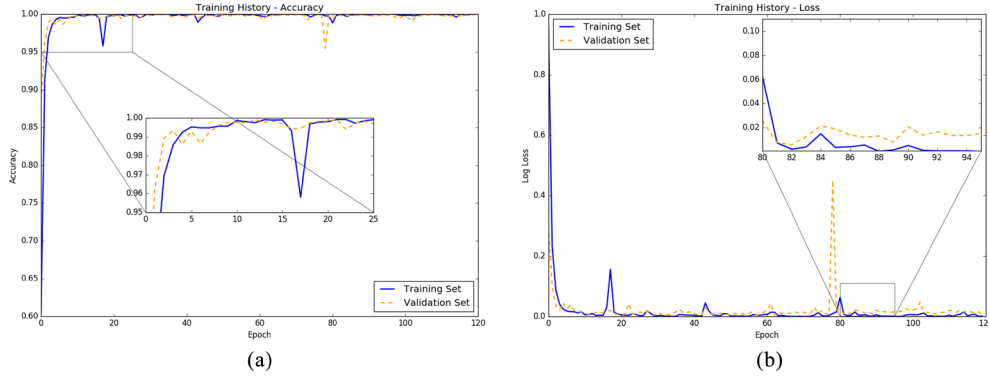 Training History - Accuracy
1.00
0.95
0.90
0.85
0.80
0.75
0.70
0.65
0.60
Accuracy
1.00
0.99
0.98
0.97
0.96
0.95
0 5 10 15 20 25
Training Set
Validation Set
0 20 40 60 80 100 120
Epoch
(a)
Training History - Loss
1.0
0.8
0.6
0.4
0.2
0.0
Log Loss
Training Set
Validation Set
0.10
0.08
0.06
0.04
0.02
80 82 84 86 88 90 92 94
0 20 40 60 80 100 120
Epoch
(b)